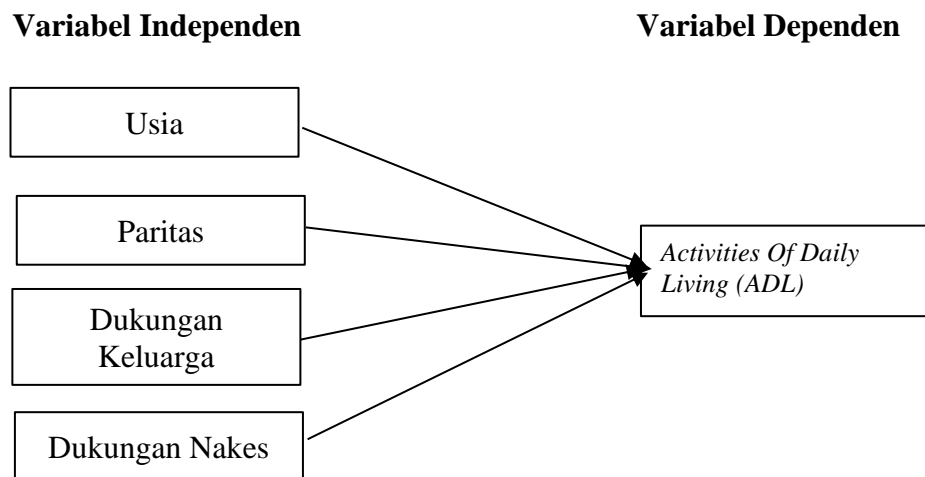 Variabel Independen
Variabel Dependen
Usia
Paritas
Activities Of Daily
Living (ADL)
Dukungan
Keluarga
Dukungan Nakes